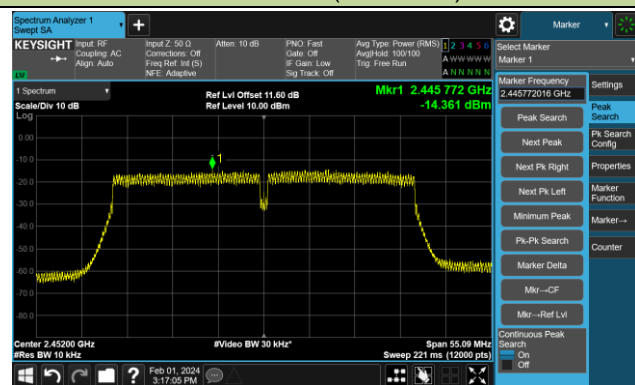 Spectrum Analyzer 1
Swept SA
Marker
KEYSIGHT
Input: RF
Coupling: AC
Align: Auto
Input Z: 50 Ω
Corrections: Off
Freq Ref: Int (S)
NFE: Adaptive
Atten: 10 dB
PNO: Fast
Gate: Off
IF Gain: Low
Sig Track: Off
Avg Type: Power (RMS)
Avg|Hold: 100/100
Trig: Free Run
1 2 3 4 5 6
A W W W W W
A N N N N N
LW
Select Marker
Marker 1
1 Spectrum
Scale/Div 10 dB
Log
Ref Lvl Offset 11.60 dB
Ref Level 10.00 dBm
Mkr1 2.445 772 GHz
-14.361 dBm
0.00
-10.0
-20.0
-30.0
-40.0
-50.0
-60.0
-70.0
-80.0
1
Center 2.45200 GHz
#Res BW 10 kHz
#Video BW 30 kHz*
Span 55.09 MHz
Sweep 221 ms (12000 pts)
Marker Frequency
2.445772016 GHz
Peak Search
Next Peak
Next Pk Right
Next Pk Left
Minimum Peak
Pk-Pk Search
Marker Delta
Mkr→CF
Mkr→Ref Lvl
Continuous Peak
Search
On
Off
Settings
Peak
Search
Pk Search
Config
Properties
Marker
Function
Marker→
Counter
Feb 01, 2024
3:17:05 PM